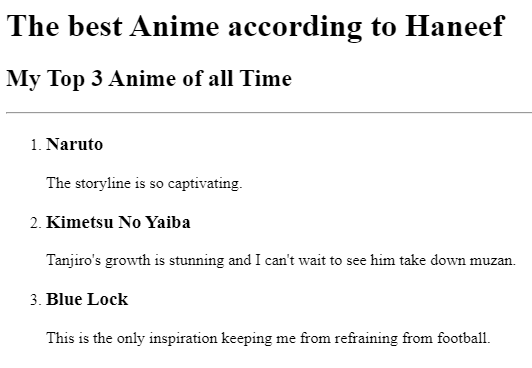 The best Anime according to Haneef
My Top 3 Anime of all Time
1. Naruto
The storyline is so captivating.
2. Kimetsu No Yaiba
Tanjiro's growth is stunning and I can't wait to see him take down muzan.
3. Blue Lock
This is the only inspiration keeping me from refraining from football.